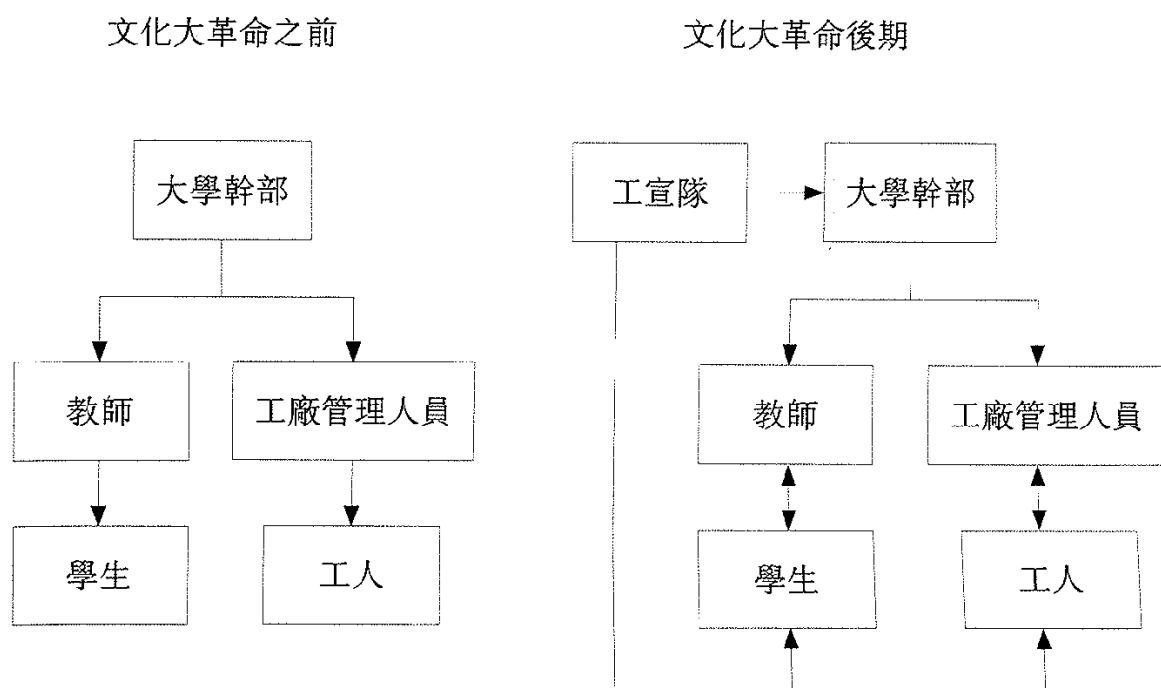 文化大革命之前
大學幹部
教師
工廠管理人員
學生
工人
文化大革命後期
工宣隊
大學幹部
教師
工廠管理人員
學生
工人